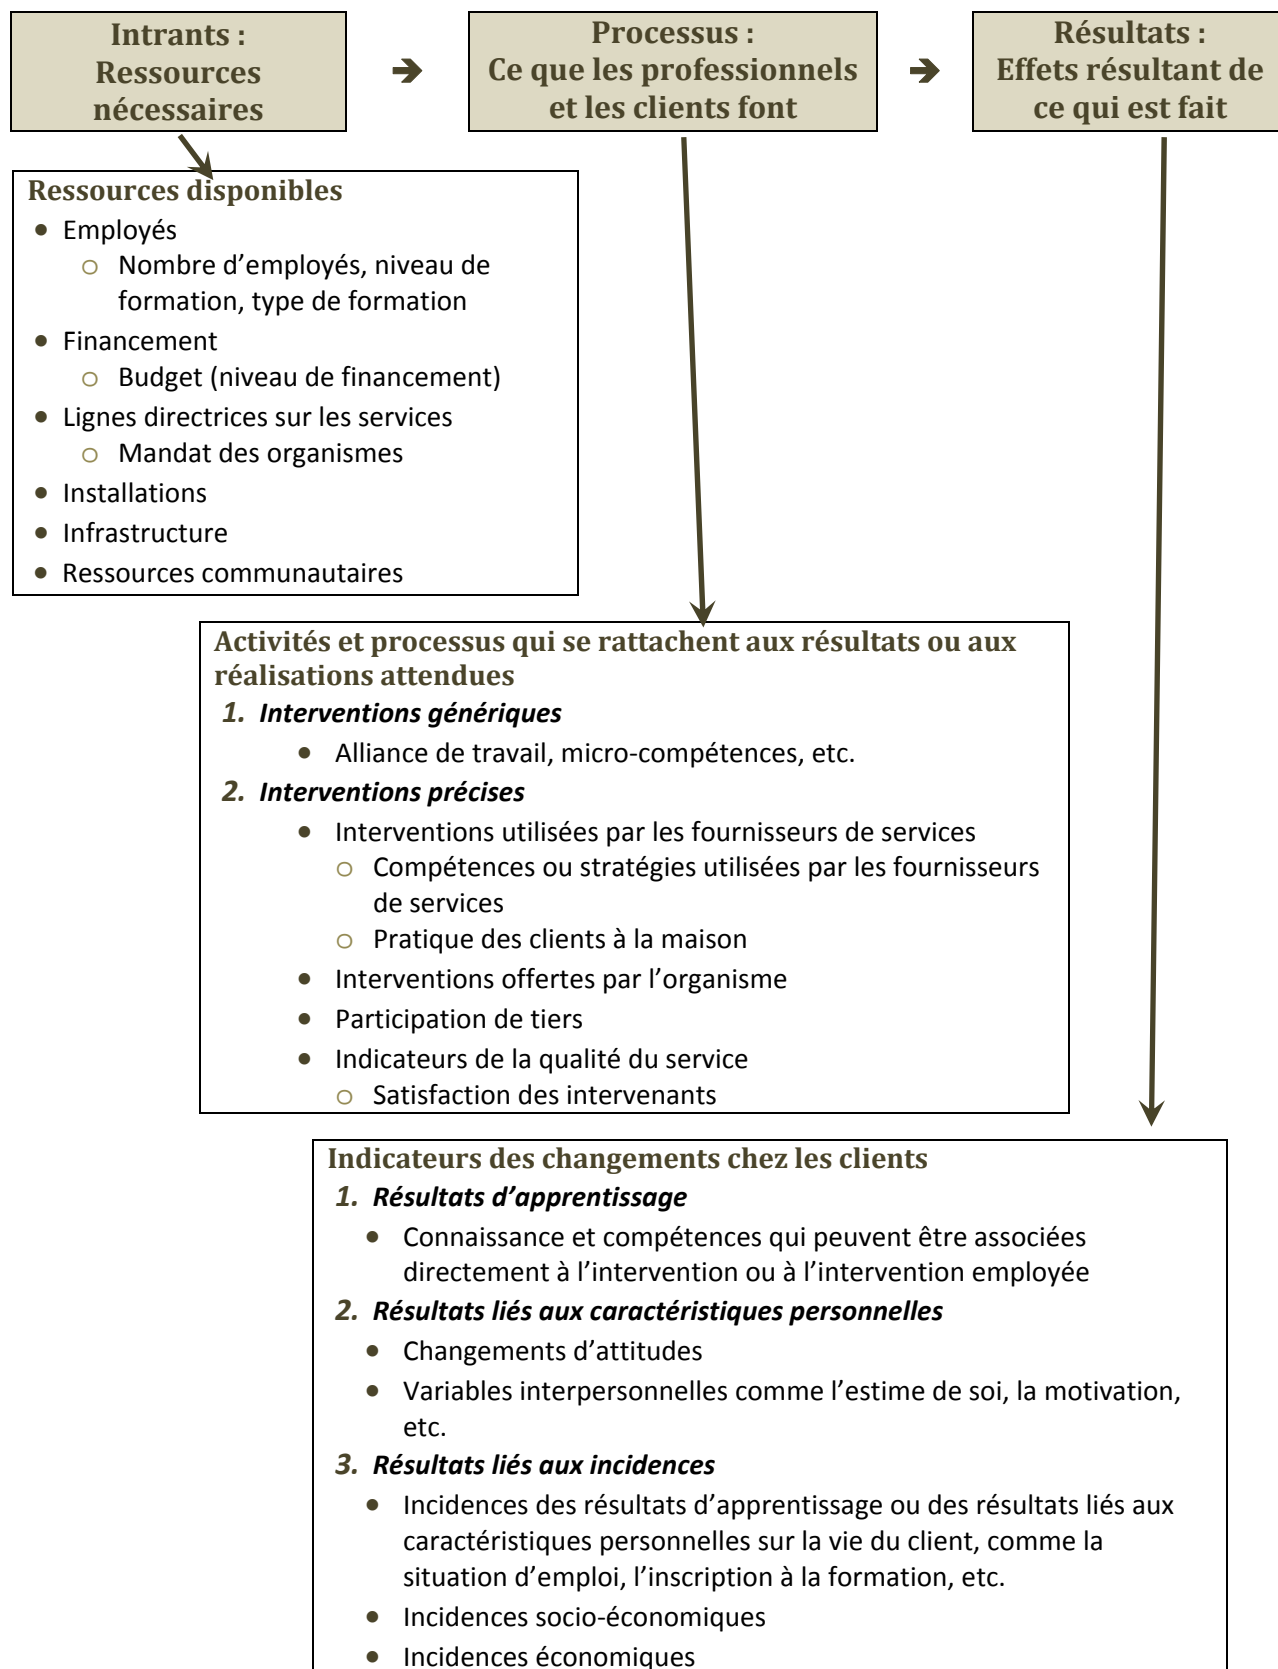 Intrants :
Ressources
nécessaires
Processus :
Ce que les professionnels
et les clients font
Résultats :
Effets résultant de
ce qui est fait
Ressources disponibles
• Employés
o Nombre d’employés, niveau de
formation, type de formation
• Financement
o Budget (niveau de financement)
• Lignes directrices sur les services
o Mandat des organismes
• Installations
• Infrastructure
• Ressources communautaires
Activités et processus qui se rattachent aux résultats ou aux
réalisations attendues
1. Interventions génériques
• Alliance de travail, micro-compétences, etc.
2. Interventions précises
• Interventions utilisées par les fournisseurs de services
o Compétences ou stratégies utilisées par les fournisseurs
de services
o Pratique des clients à la maison
• Interventions offertes par l’organisme
• Participation de tiers
• Indicateurs de la qualité du service
o Satisfaction des intervenants
Indicateurs des changements chez les clients
1. Résultats d’apprentissage
• Connaissance et compétences qui peuvent être associées
directement à l’intervention ou à l’intervention employée
2. Résultats liés aux caractéristiques personnelles
• Changements d’attitudes
• Variables interpersonnelles comme l’estime de soi, la motivation,
etc.
3. Résultats liés aux incidences
• Incidences des résultats d’apprentissage ou des résultats liés aux
caractéristiques personnelles sur la vie du client, comme la
situation d’emploi, l’inscription à la formation, etc.
• Incidences socio-économiques
• Incidences économiques